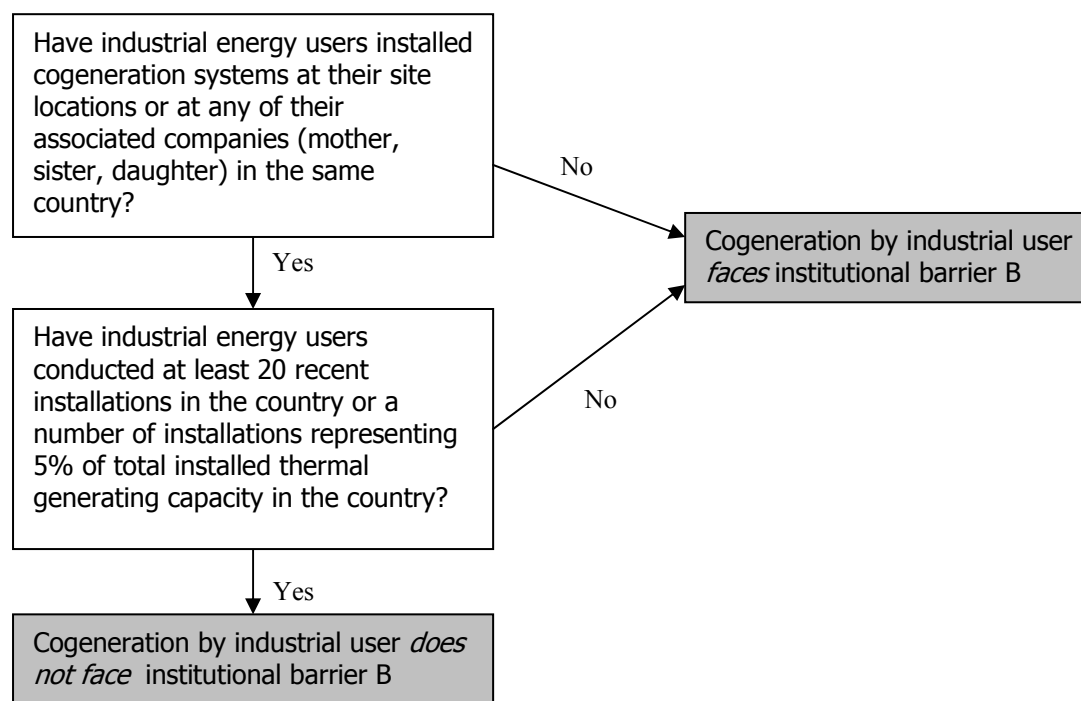 Have industrial energy users installed
cogeneration systems at their site
locations or at any of their
associated companies (mother,
sister, daughter) in the same
country?
No
Cogeneration by industrial user
faces institutional barrier B
Yes
Have industrial energy users
conducted at least 20 recent
installations in the country or a
number of installations representing
5% of total installed thermal
generating capacity in the country?
No
Yes
Cogeneration by industrial user does
not face institutional barrier B